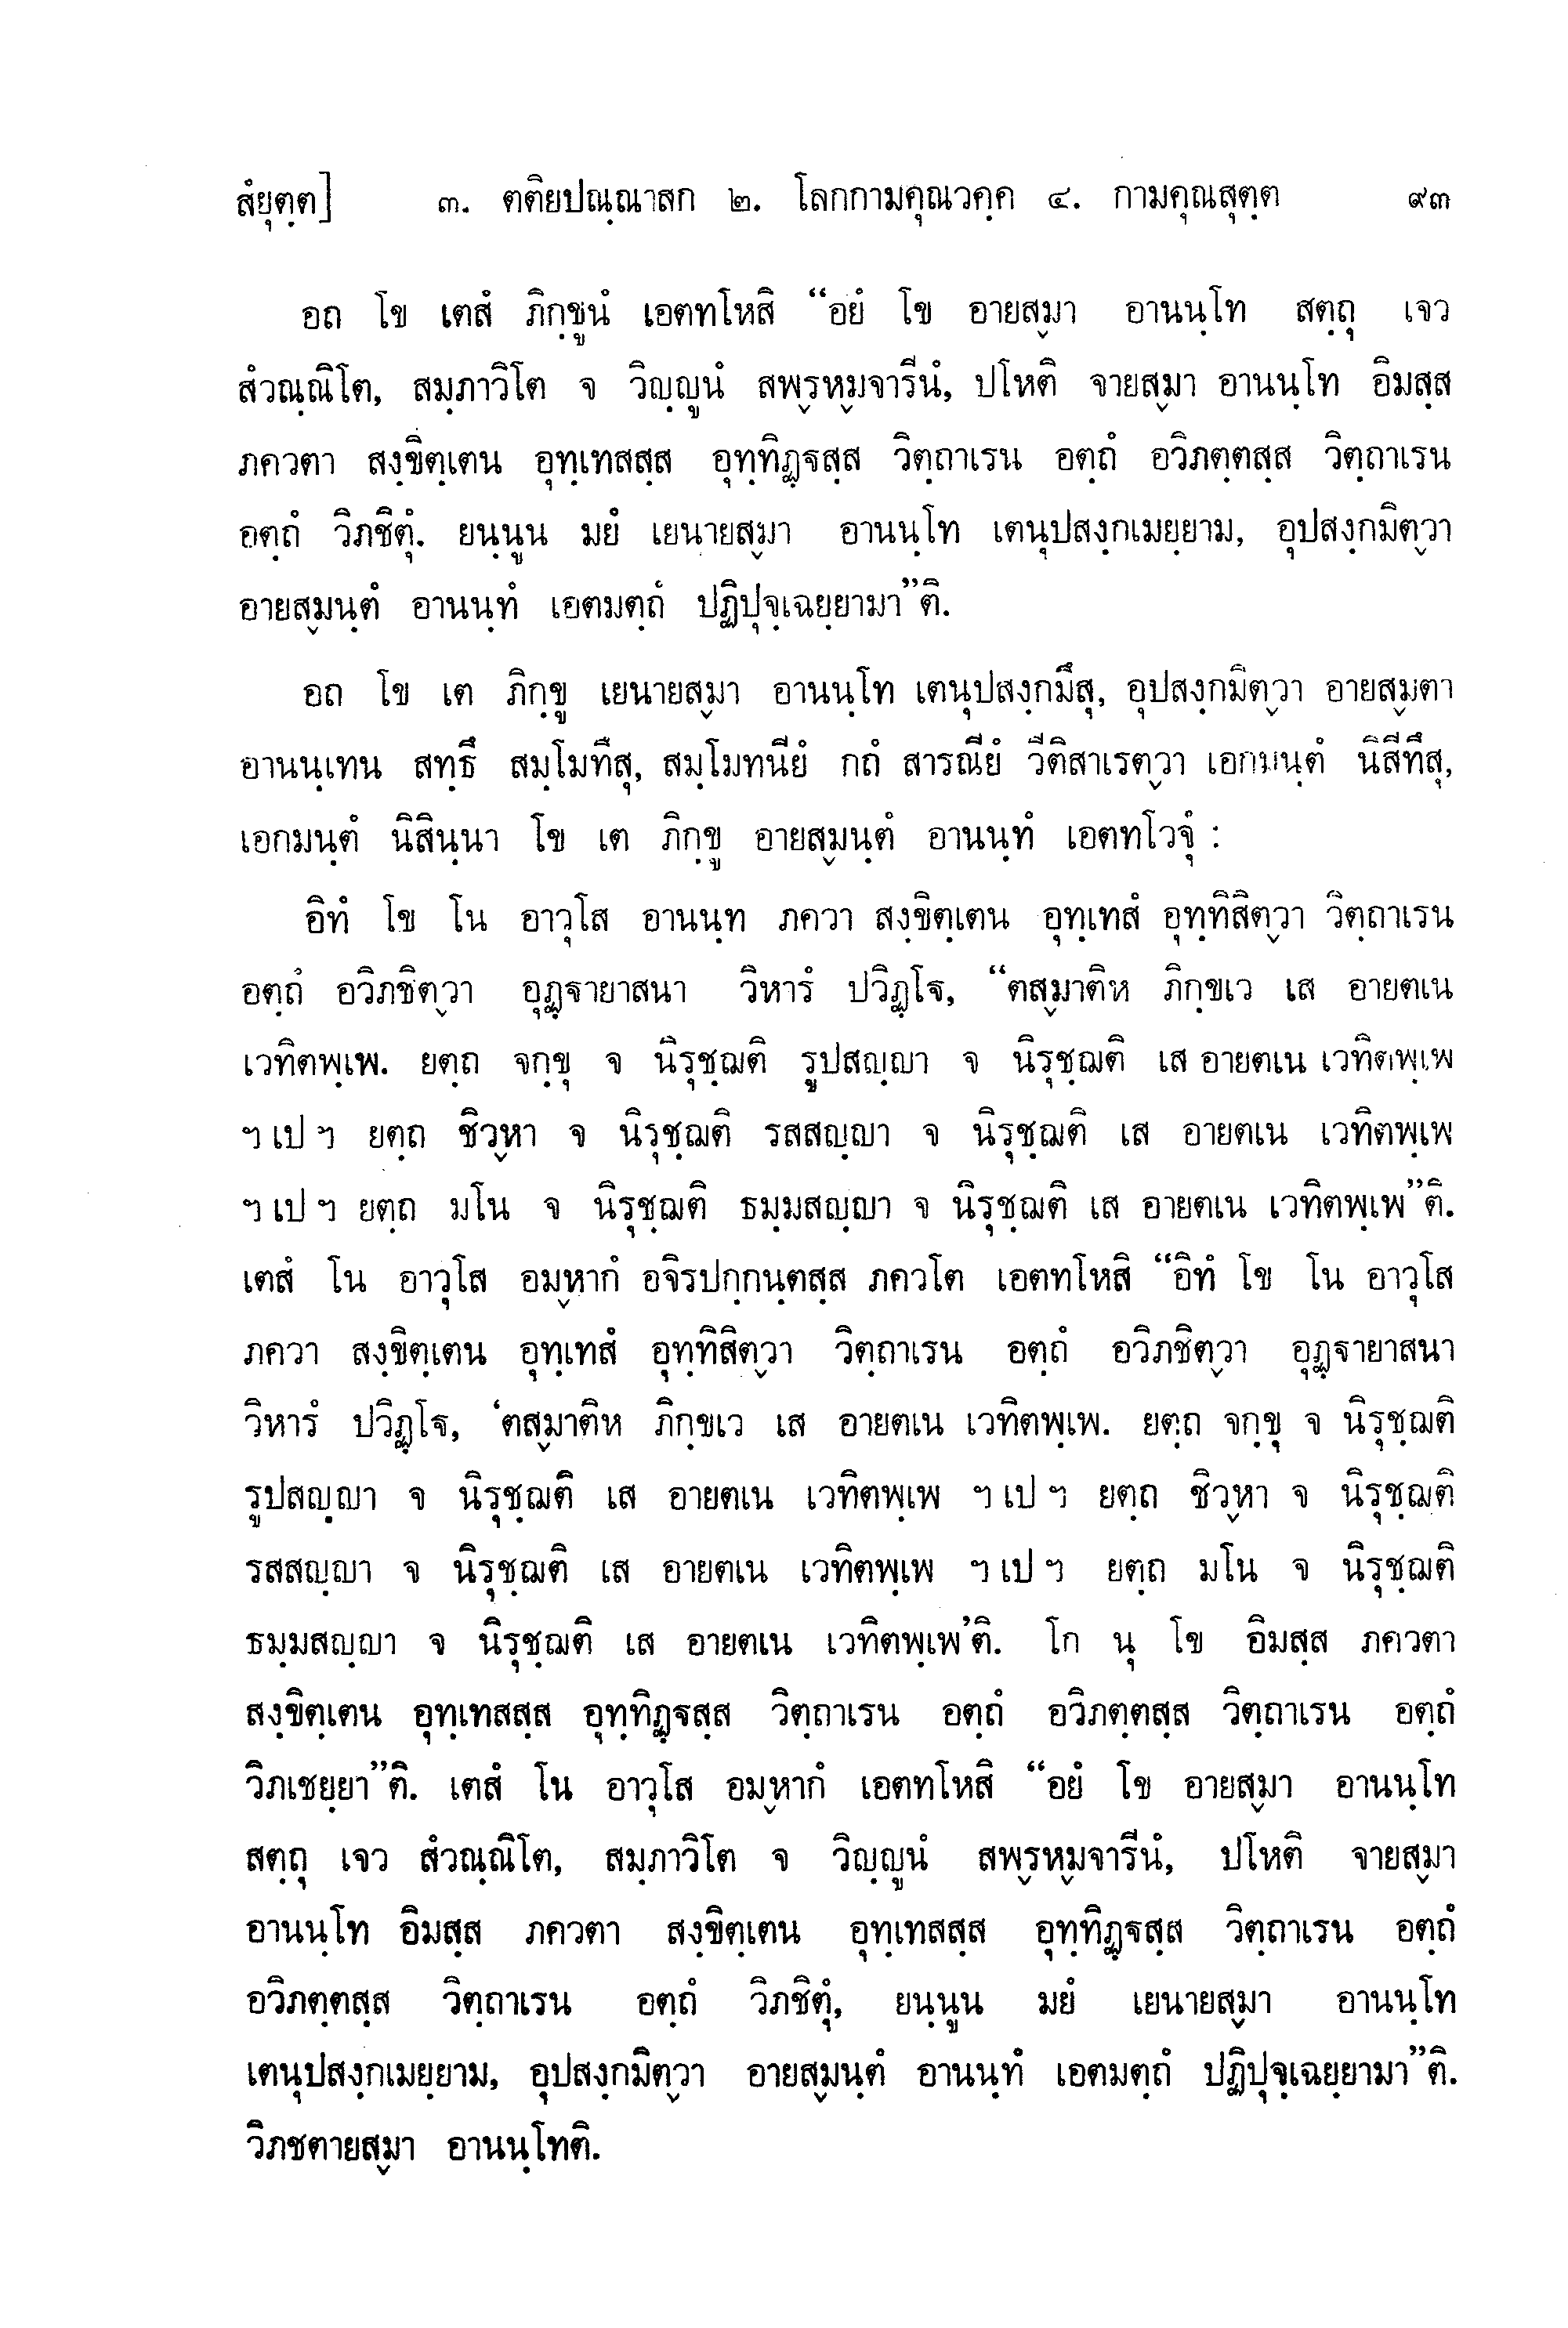 สํยุตฺต] ๓. ตติยปณฺณาสก ๒. โลกกามคุณวคฺค ๔. กามคุณสุตฺต ๙๓
อถ โข เตสํ ภิกฺขูนํ เอตทโหสิ “อยํ โข อายสฺมา อานนฺโท สตฺถุ เจว
สํวณฺณิโต, สมฺภาวิโต จ วิญฺญูนํ สพฺรหฺมจารีนํ, ปโหติ จายสฺมา อานนฺโท อิมสฺส
ภควตา สงฺขิตฺเตน อุทฺเทสสฺส อุทฺทิฏฺฐสฺส วิตฺถาเรน อตฺถํ อวิภตฺตสฺส วิตฺถาเรน
อตฺถํ วิภชิตุํ. ยนฺนูน มยํ เยนายสฺมา อานนฺโท เตนุปสงฺกเมยฺยาม, อุปสงฺกมิตฺวา
อายสฺมนฺตํ อานนฺทํ เอตมตฺถํ ปฏิปุจฺเฉยฺยามา”ติ.
อถ โข เต ภิกฺขู เยนายสฺมา อานนฺโท เตนุปสงฺกมึสุ, อุปสงฺกมิตฺวา อายสฺมตา
อานนฺเทน สทฺธึ สมฺโมทึสุ, สมฺโมทนียํ กถํ สารณียํ วีติสาเรตฺวา เอกมนฺตํ นิสีทึสุ,
เอกมนฺตํ นิสินฺนา โข เต ภิกฺขู อายสฺมนฺตํ อานนฺทํ เอตทโวจุํ :
อิทํ โข โน อาวุโส อานนฺท ภควา สงฺขิตฺเตน อุทฺเทสํ อุทฺทิสิตฺวา วิตฺถาเรน
อตฺถํ อวิภชิตฺวา อุฏฺฐายาสนา วิหารํ ปวิฏฺโฐ, “ตสฺมาติห ภิกฺขเว เส อายตเน
เวทิตพฺเพ. ยตฺถ จกฺขุ จ นิรุชฺฌติ รูปสญฺญา จ นิรุชฺฌติ เส อายตเน เวทิตพฺเพ
ฯ เป ฯ ยตฺถ ชิวฺหา จ นิรุชฺฌติ รสสญฺญา จ นิรุชฺฌติ เส อายตเน เวทิตพฺเพ
ฯ เป ฯ ยตฺถ มโน จ นิรุชฺฌติ ธมฺมสญฺญา จ นิรุชฺฌติ เส อายตเน เวทิตพฺเพ”ติ.
เตสํ โน อาวุโส อมฺหากํ อจิรปกฺกนฺตสฺส ภควโต เอตทโหสิ “อิทํ โข โน อาวุโส
ภควา สงฺขิตฺเตน อุทฺเทสํ อุทฺทิสิตฺวา วิตฺถาเรน อตฺถํ อวิภชิตฺวา อุฏฺฐายาสนา
วิหารํ ปวิฏฺโฐ, ‘ตสฺมาติห ภิกฺขเว เส อายตเน เวทิตพฺเพ. ยตฺถ จกฺขุ จ นิรุชฺฌติ
รูปสญฺญา จ นิรุชฺฌติ เส อายตเน เวทิตพฺเพ ฯ เป ฯ ยตฺถ ชิวฺหา จ นิรุชฺฌติ
รสสญฺญา จ นิรุชฺฌติ เส อายตเน เวทิตพฺเพ ฯ เป ฯ ยตฺถ มโน จ นิรุชฺฌติ
ธมฺมสญฺญา จ นิรุชฺฌติ เส อายตเน เวทิตพฺเพ’ติ. โก นุ โข อิมสฺส ภควตา
สงฺขิตฺเตน อุทฺเทสสฺส อุทฺทิฏฺฐสฺส วิตฺถาเรน อตฺถํ อวิภตฺตสฺส วิตฺถาเรน อตฺถํ
วิภเชยฺยา”ติ. เตสํ โน อาวุโส อมฺหากํ เอตทโหสิ “อยํ โข อายสฺมา อานนฺโท
สตฺถุ เจว สํวณฺณิโต, สมฺภาวิโต จ วิญฺญูนํ สพฺรหฺมจารีนํ, ปโหติ จายสฺมา
อานนฺโท อิมสฺส ภควตา สงฺขิตฺเตน อุทฺเทสสฺส อุทฺทิฏฺฐสฺส วิตฺถาเรน อตฺถํ
อวิภตฺตสฺส วิตฺถาเรน อตฺถํ วิภชิตุํ, ยนฺนูน มยํ เยนายสฺมา อานนฺโท
เตนุปสงฺกเมยฺยาม, อุปสงฺกมิตฺวา อายสฺมนฺตํ อานนฺทํ เอตมตฺถํ ปฏิปุจฺเฉยฺยามา”ติ.
วิภชตายสฺมา อานนฺโทติ.